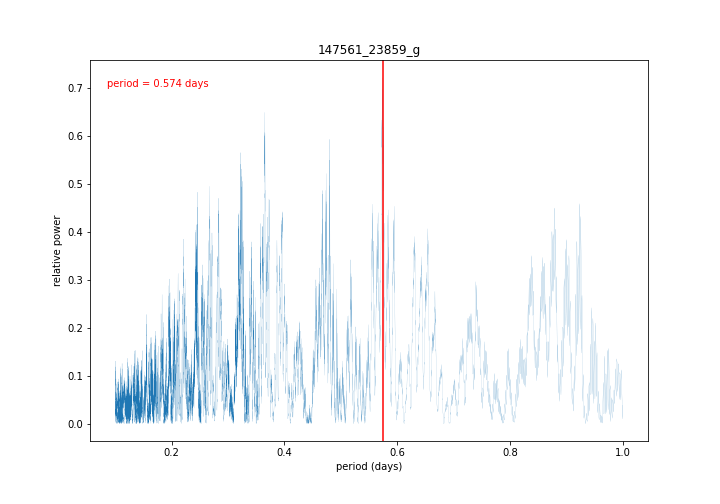 147561_23859_g
period = 0.574 days
relative power
0.7
0.6
0.5
0.4
0.3
0.2
0.1
0.0
0.2 0.4 0.6 0.8 1.0
period (days)